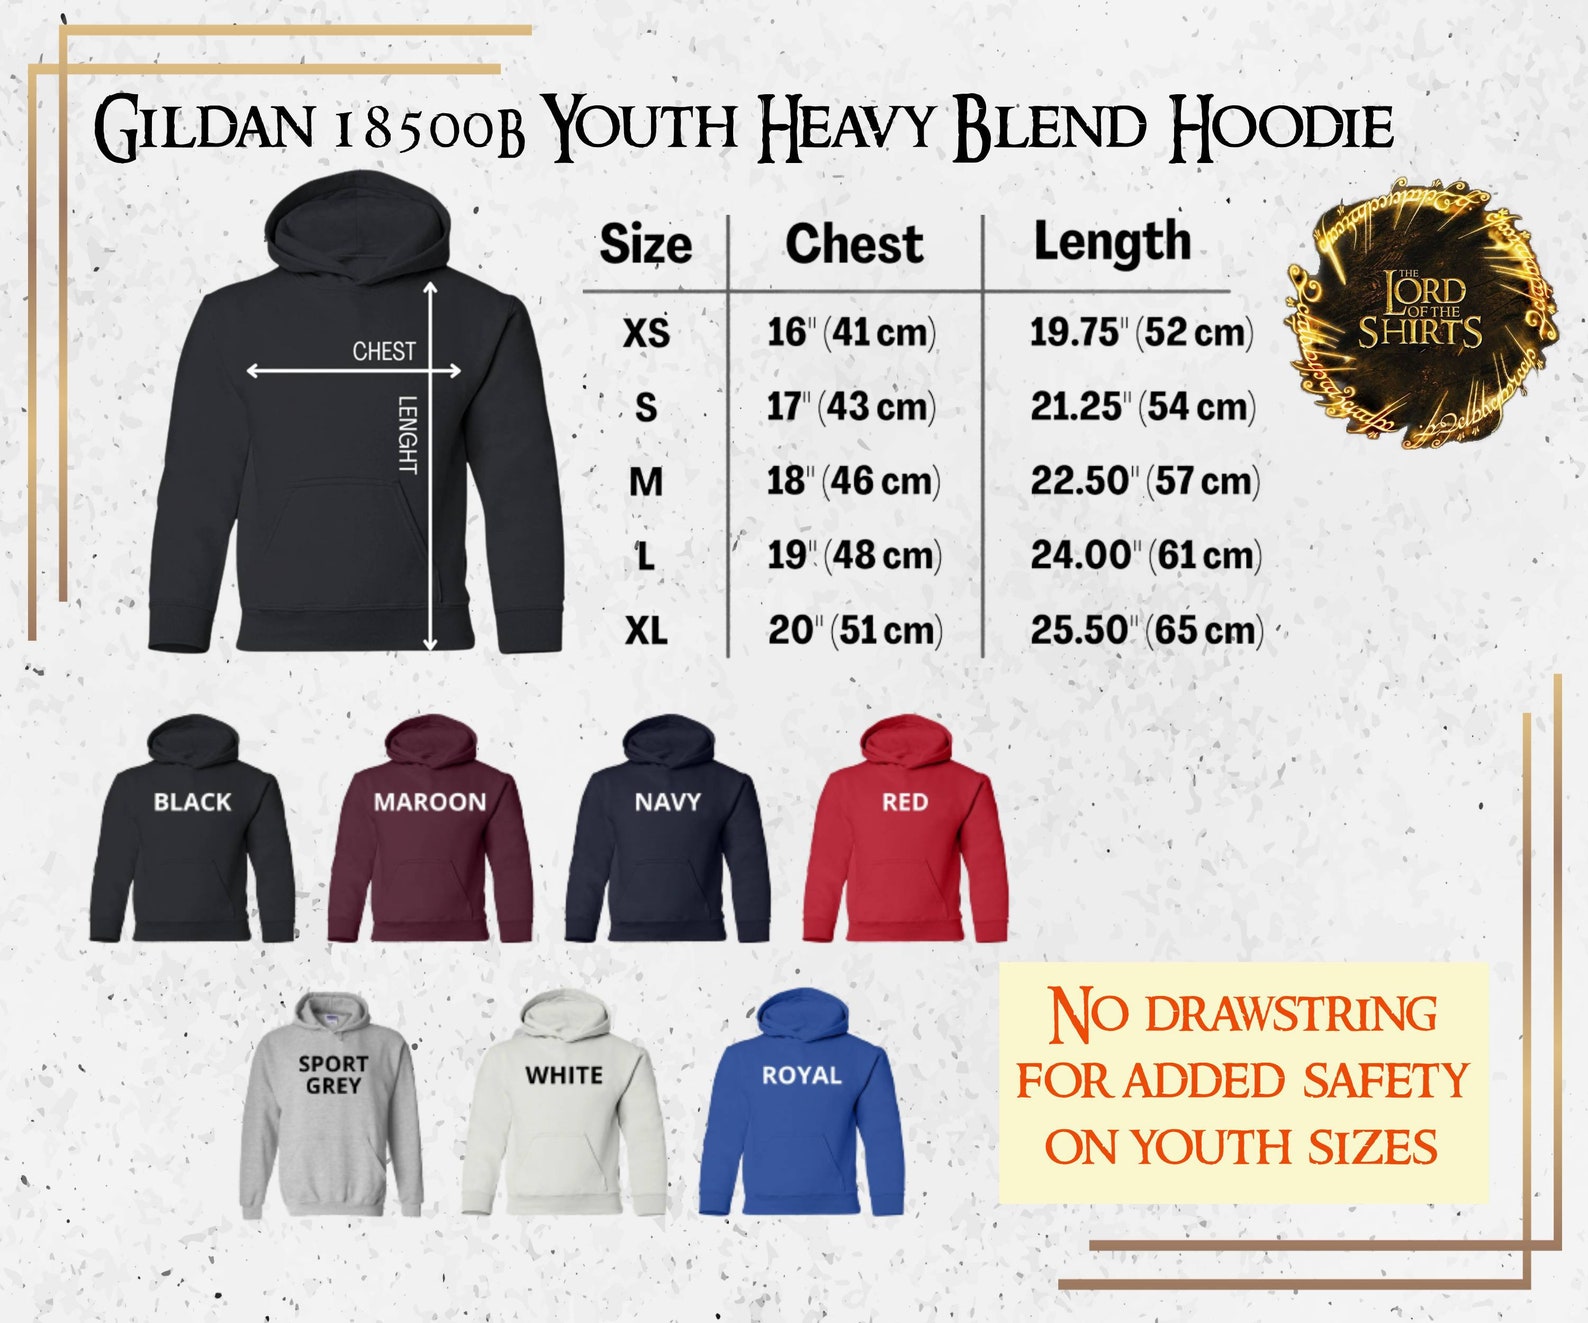 Gildan 18500B Youth Heavy Blend Hoodie
CHEST
LENGHT
Size Chest Length
XS 16" (41 cm) 19.75" (52 cm)
S 17" (43 cm) 21.25" (54 cm)
M 18" (46 cm) 22.50" (57 cm)
L 19" (48 cm) 24.00" (61 cm)
XL 20" (51 cm) 25.50" (65 cm)
THE
LORD
OF THE
SHIRTS
BLACK
MAROON
NAVY
RED
SPORT
GREY
WHITE
ROYAL
No drawstring
for added safety
on youth sizes